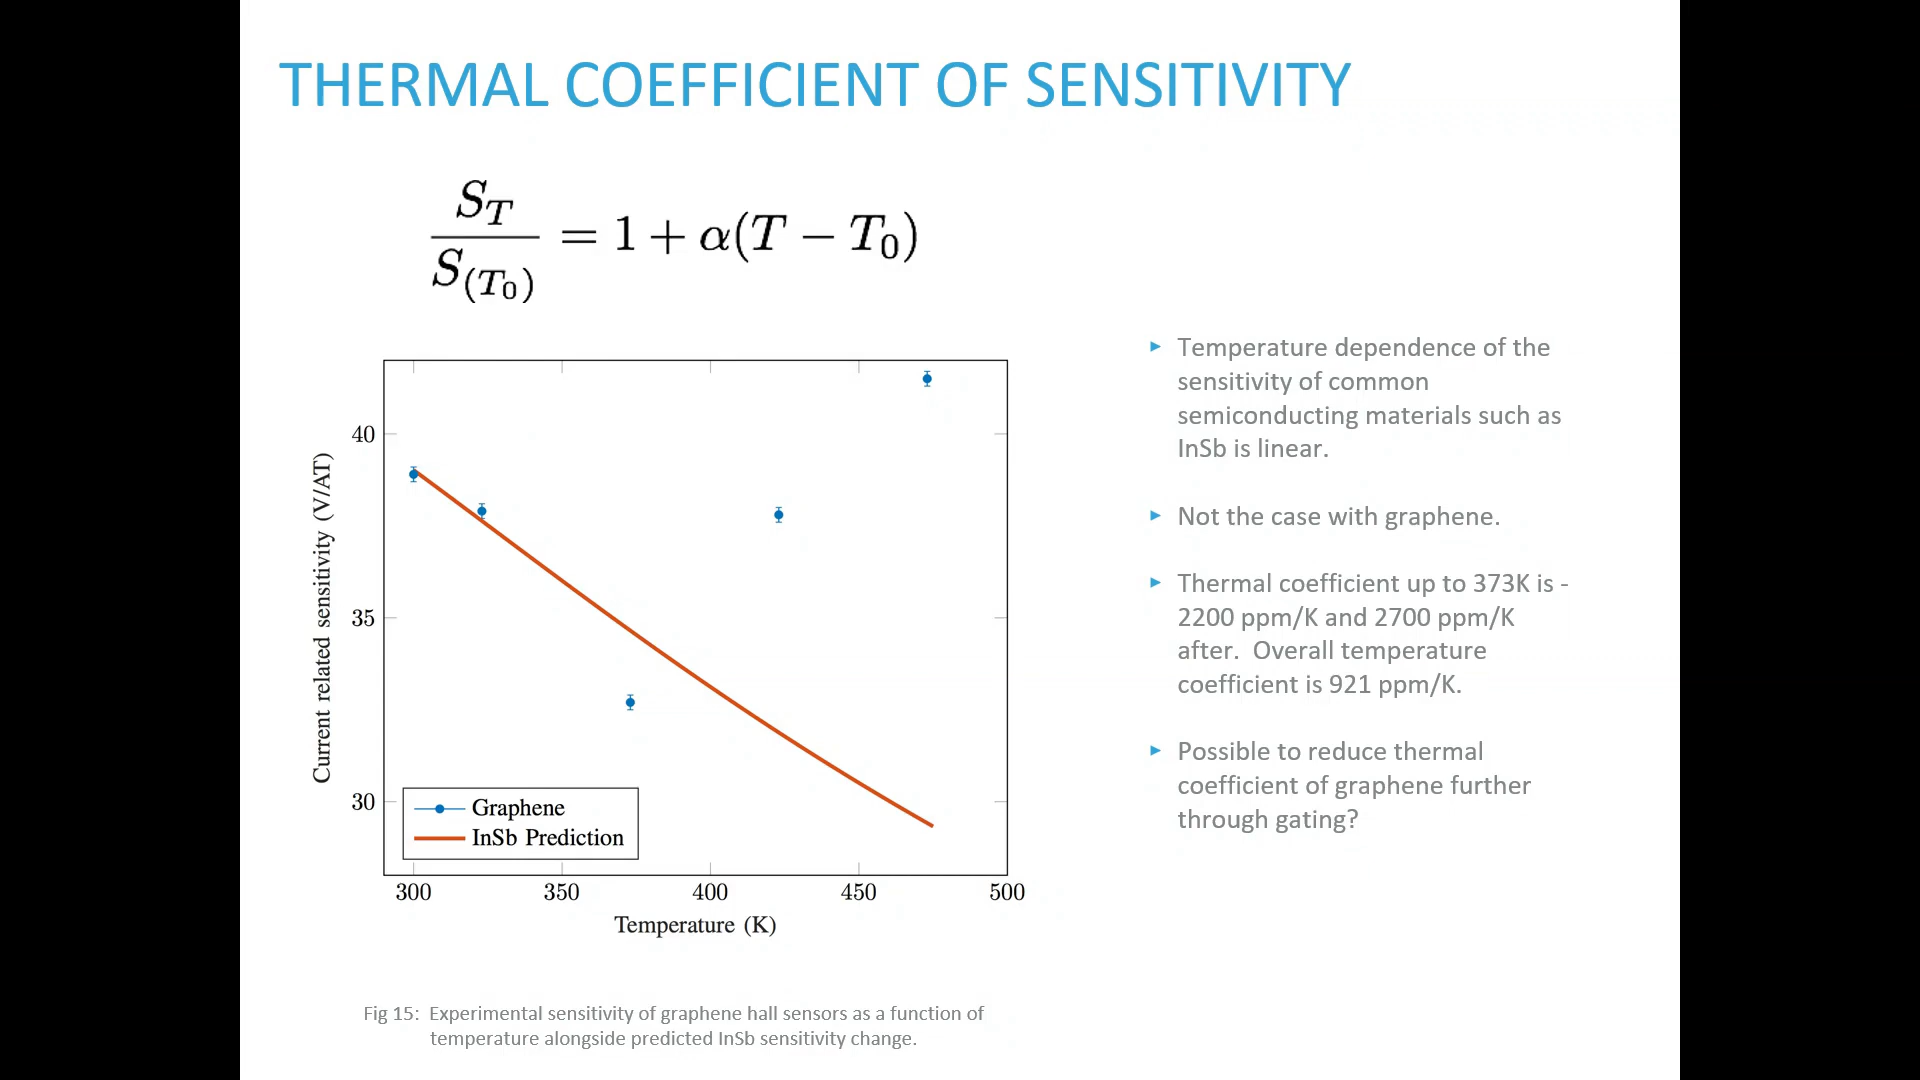 THERMAL COEFFICIENT OF SENSITIVITY
S_T / S_(T_0) = 1 + α(T − T_0)
Temperature dependence of the
sensitivity of common
semiconducting materials such as
InSb is linear.
Not the case with graphene.
Thermal coefficient up to 373K is -
2200 ppm/K and 2700 ppm/K
after. Overall temperature
coefficient is 921 ppm/K.
Possible to reduce thermal
coefficient of graphene further
through gating?
Current related sensitivity (V/AT)
40
35
30
Graphene
InSb Prediction
300 350 400 450 500
Temperature (K)
Fig 15: Experimental sensitivity of graphene hall sensors as a function of
temperature alongside predicted InSb sensitivity change.